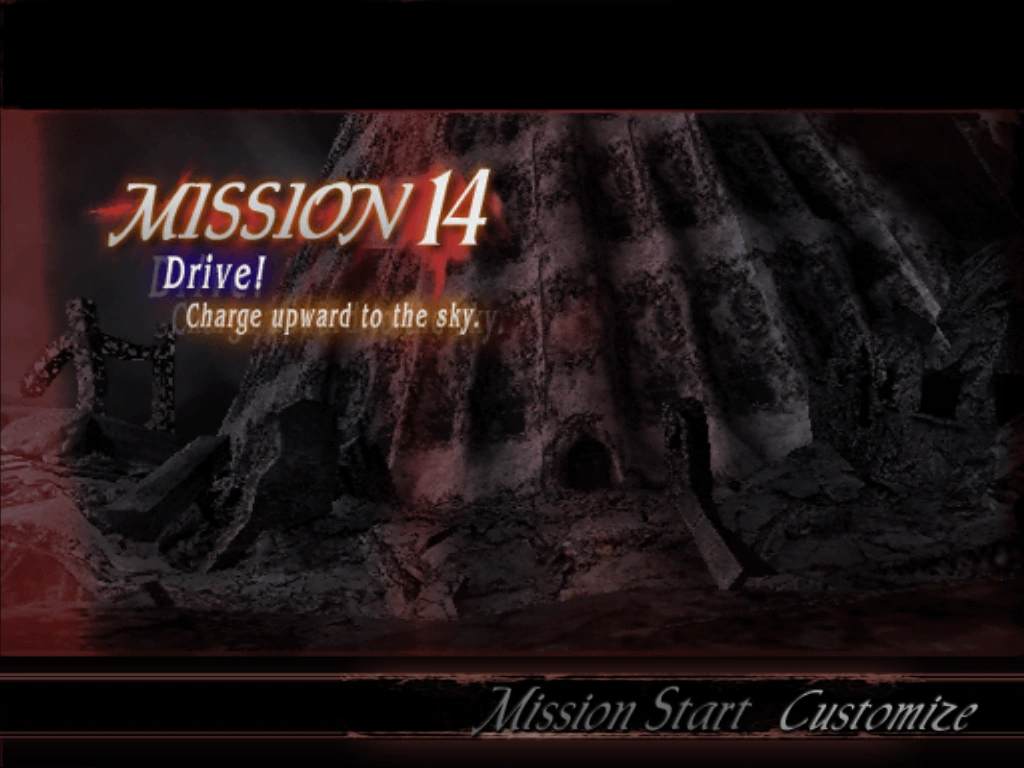 MISSION 14
Drive!
Charge upward to the sky.
Mission Start Customize